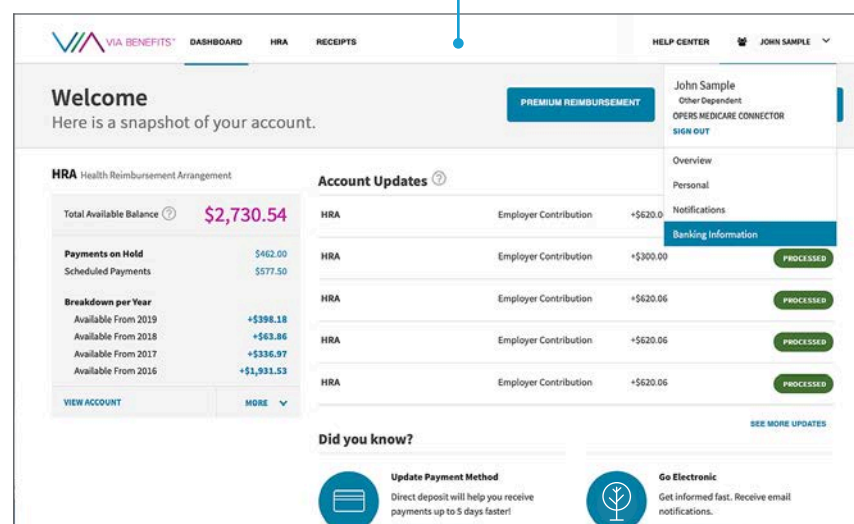 VIA BENEFITS™ DASHBOARD HRA RECEIPTS HELP CENTER JOHN SAMPLE
John Sample
Other Dependent
OPERS MEDICARE CONNECTOR
SIGN OUT
Overview
Personal
Notifications
Banking Information
Welcome
Here is a snapshot of your account.
PREMIUM REIMBURSEMENT
HRA Health Reimbursement Arrangement
Total Available Balance ? $2,730.54
Payments on Hold $462.00
Scheduled Payments $577.50
Breakdown per Year
Available From 2019 +$398.18
Available From 2018 +$63.86
Available From 2017 +$336.97
Available From 2016 +$1,931.53
VIEW ACCOUNT MORE
Account Updates ?
HRA Employer Contribution +$620.0
HRA Employer Contribution +$300.00 PROCESSED
HRA Employer Contribution +$620.06 PROCESSED
HRA Employer Contribution +$620.06 PROCESSED
HRA Employer Contribution +$620.06 PROCESSED
SEE MORE UPDATES
Did you know?
Update Payment Method
Direct deposit will help you receive
payments up to 5 days faster!
Go Electronic
Get informed fast. Receive email
notifications.